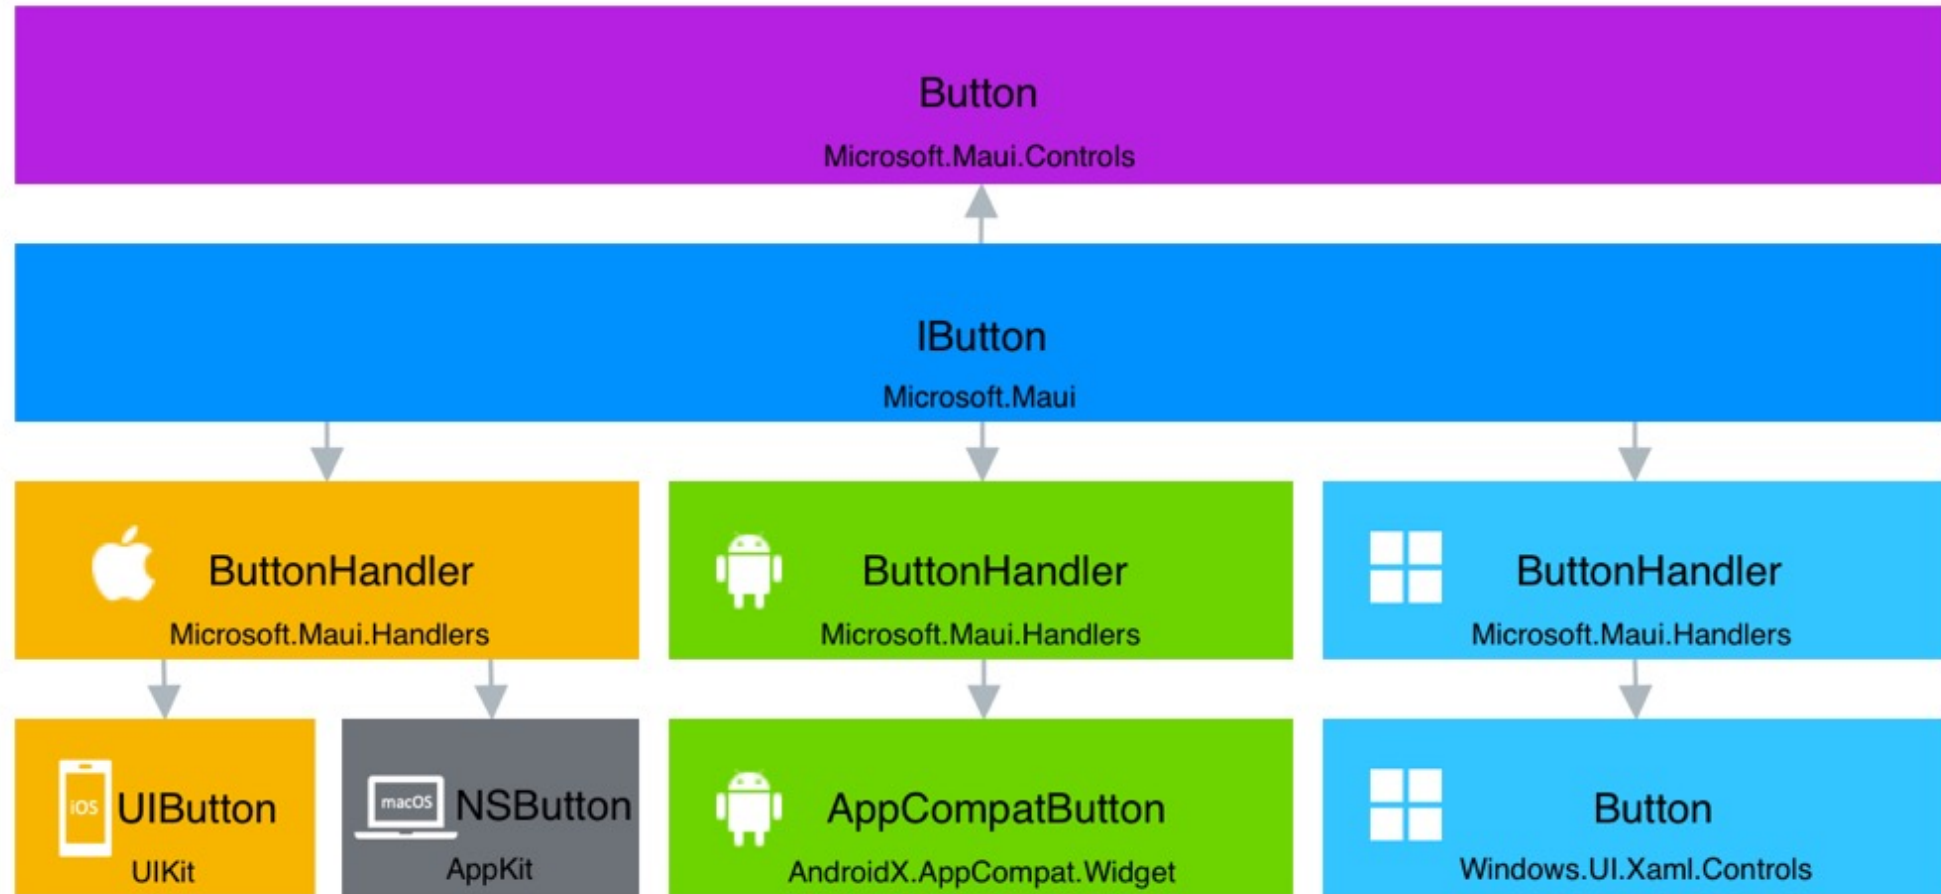 Button
Microsoft.Maui.Controls
IButton
Microsoft.Maui
ButtonHandler
Microsoft.Maui.Handlers
ButtonHandler
Microsoft.Maui.Handlers
ButtonHandler
Microsoft.Maui.Handlers
iOS
UIButton
UIKit
macOS
NSButton
AppKit
AppCompatButton
AndroidX.AppCompat.Widget
Button
Windows.UI.Xaml.Controls